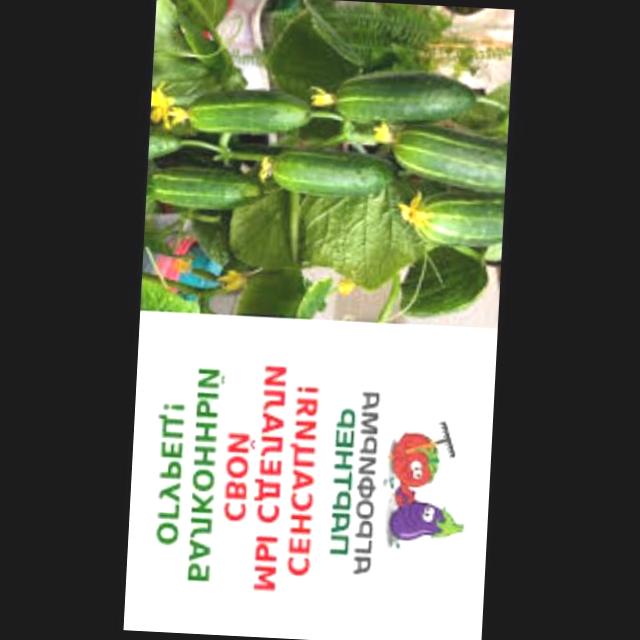 АГРОФИРМА
ПАРТНЕР
СЕНСАЦИЯ!
МЫ СДЕЛАЛИ
СВОЙ
БАЛКОННЫЙ
ОГУРЕЦ!